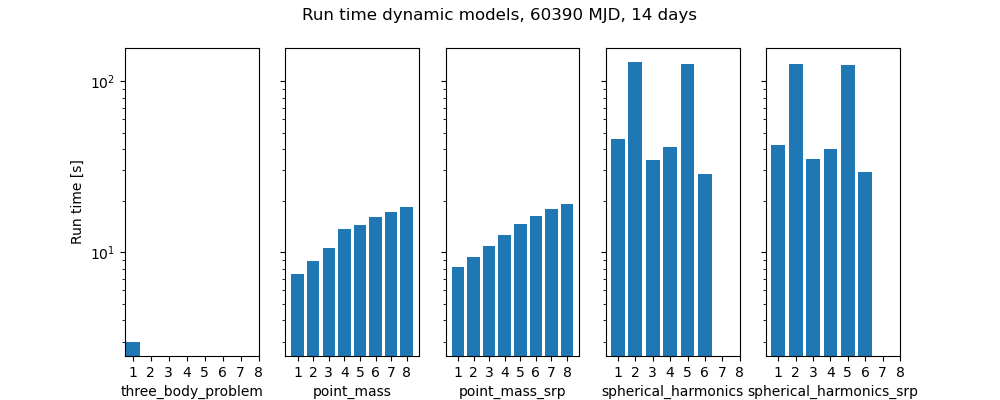 Run time dynamic models, 60390 MJD, 14 days
Run time [s]
10²
10¹
1 2 3 4 5 6 7 8
three_body_problem
1 2 3 4 5 6 7 8
point_mass
1 2 3 4 5 6 7 8
point_mass_srp
1 2 3 4 5 6 7 8
spherical_harmonics
1 2 3 4 5 6 7 8
spherical_harmonics_srp